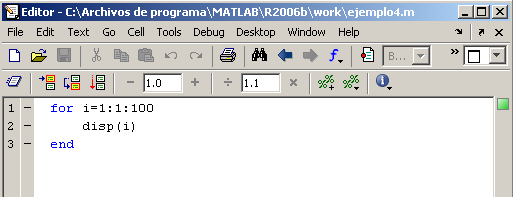 Editor - C:\Archivos de programa\MATLAB\R2006b\work\ejemplo4.m
File Edit Text Go Cell Tools Debug Desktop Window Help
f B... »
- 1.0 + ÷ 1.1 × %+ % i
1 - for i=1:1:100
2 - disp(i)
3 - end